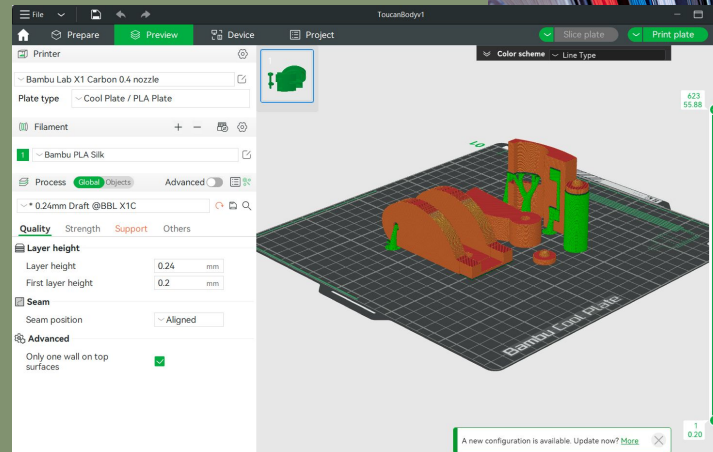 File
ToucanBodyv1
Prepare
Preview
Device
Project
Slice plate
Print plate
Printer
Bambu Lab X1 Carbon 0.4 nozzle
Plate type
Cool Plate / PLA Plate
Filament
1
Bambu PLA Silk
Process
Global
Objects
Advanced
* 0.24mm Draft @BBL X1C
Quality
Strength
Support
Others
Layer height
Layer height
0.24
mm
First layer height
0.2
mm
Seam
Seam position
Aligned
Advanced
Only one wall on top
surfaces
1
Color scheme
Line Type
623
55.88
01
Bambu Cool Plate
1
0.20
A new configuration is available. Update now? More